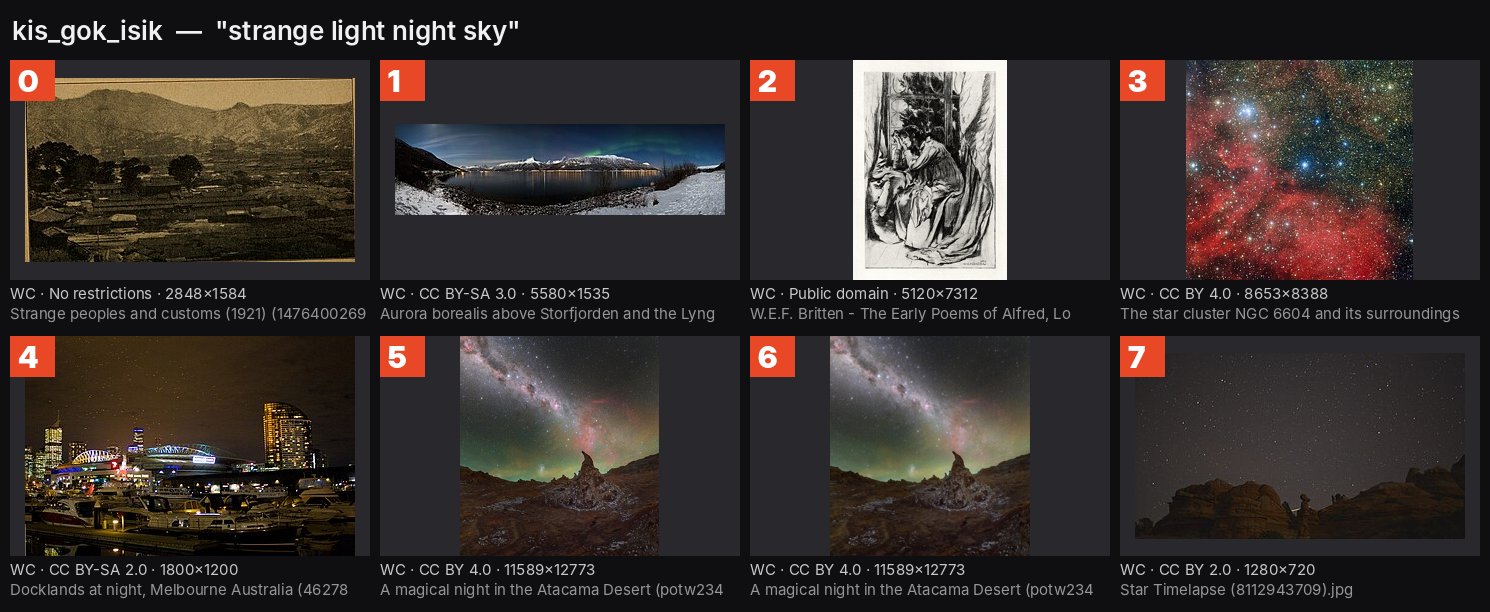 kis_gok_isik — "strange light night sky"
0
1
2
3
WC · No restrictions · 2848×1584
WC · CC BY-SA 3.0 · 5580×1535
WC · Public domain · 5120×7312
WC · CC BY 4.0 · 8653×8388
Strange peoples and customs (1921) (1476400269
Aurora borealis above Storfjorden and the Lyng
W.E.F. Britten - The Early Poems of Alfred, Lo
The star cluster NGC 6604 and its surroundings
4
5
6
7
WC · CC BY-SA 2.0 · 1800×1200
WC · CC BY 4.0 · 11589×12773
WC · CC BY 4.0 · 11589×12773
WC · CC BY 2.0 · 1280×720
Docklands at night, Melbourne Australia (46278
A magical night in the Atacama Desert (potw234
A magical night in the Atacama Desert (potw234
Star Timelapse (8112943709).jpg